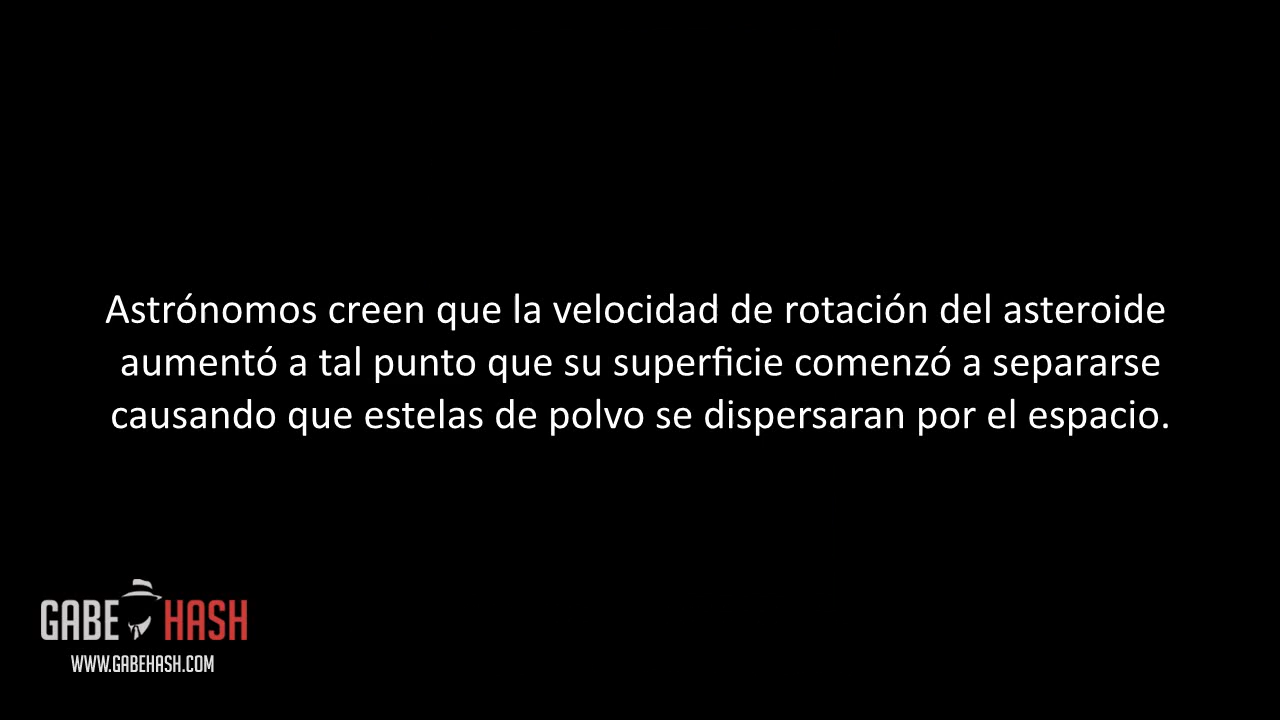 Astrónomos creen que la velocidad de rotación del asteroide
aumentó a tal punto que su superficie comenzó a separarse
causando que estelas de polvo se dispersaran por el espacio.
GABE HASH
WWW.GABEHASH.COM